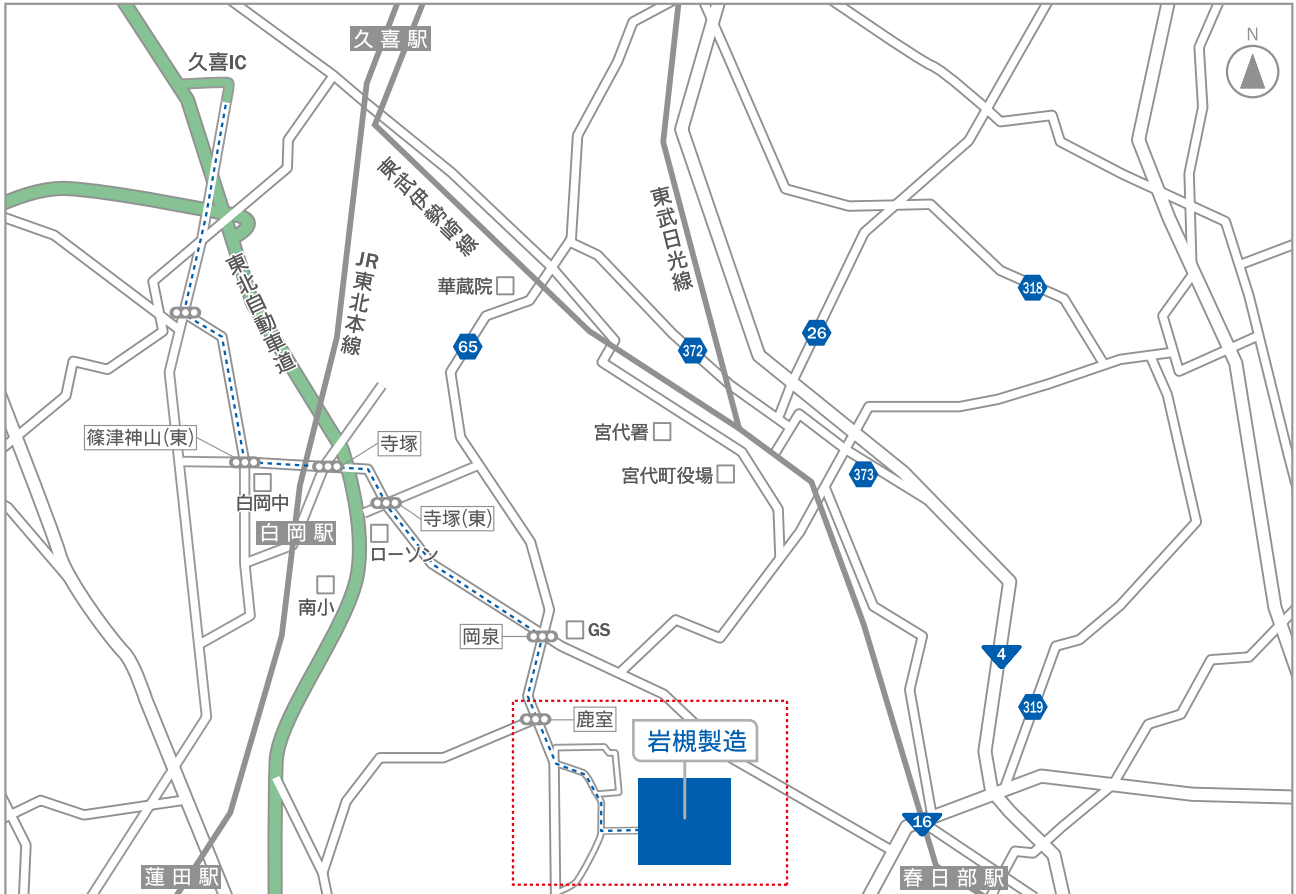 久喜駅
N
久喜IC
東武伊勢崎線
東武日光線
東北自動車道
JR東北本線
華蔵院
318
26
65
372
篠津神山(東)
寺塚
宮代署
宮代町役場
373
白岡中
白岡駅
寺塚(東)
ローソン
南小
岡泉
GS
4
319
鹿室
岩槻製造
16
蓮田駅
春日部駅